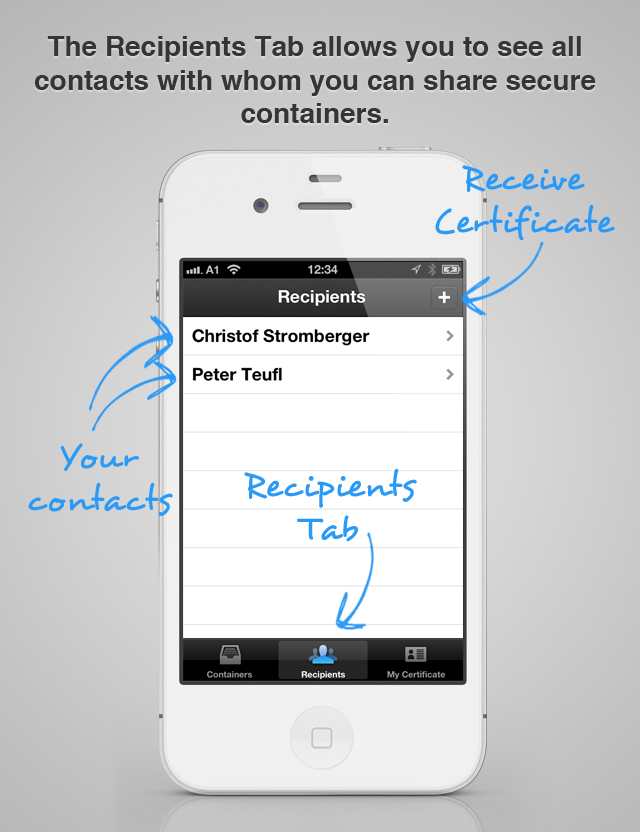 The Recipients Tab allows you to see all
contacts with whom you can share secure
containers.
Receive
Certificate
A1 12:34
Recipients +
Christof Stromberger
Peter Teufl
Your
contacts
Recipients
Tab
Containers Recipients My Certificate